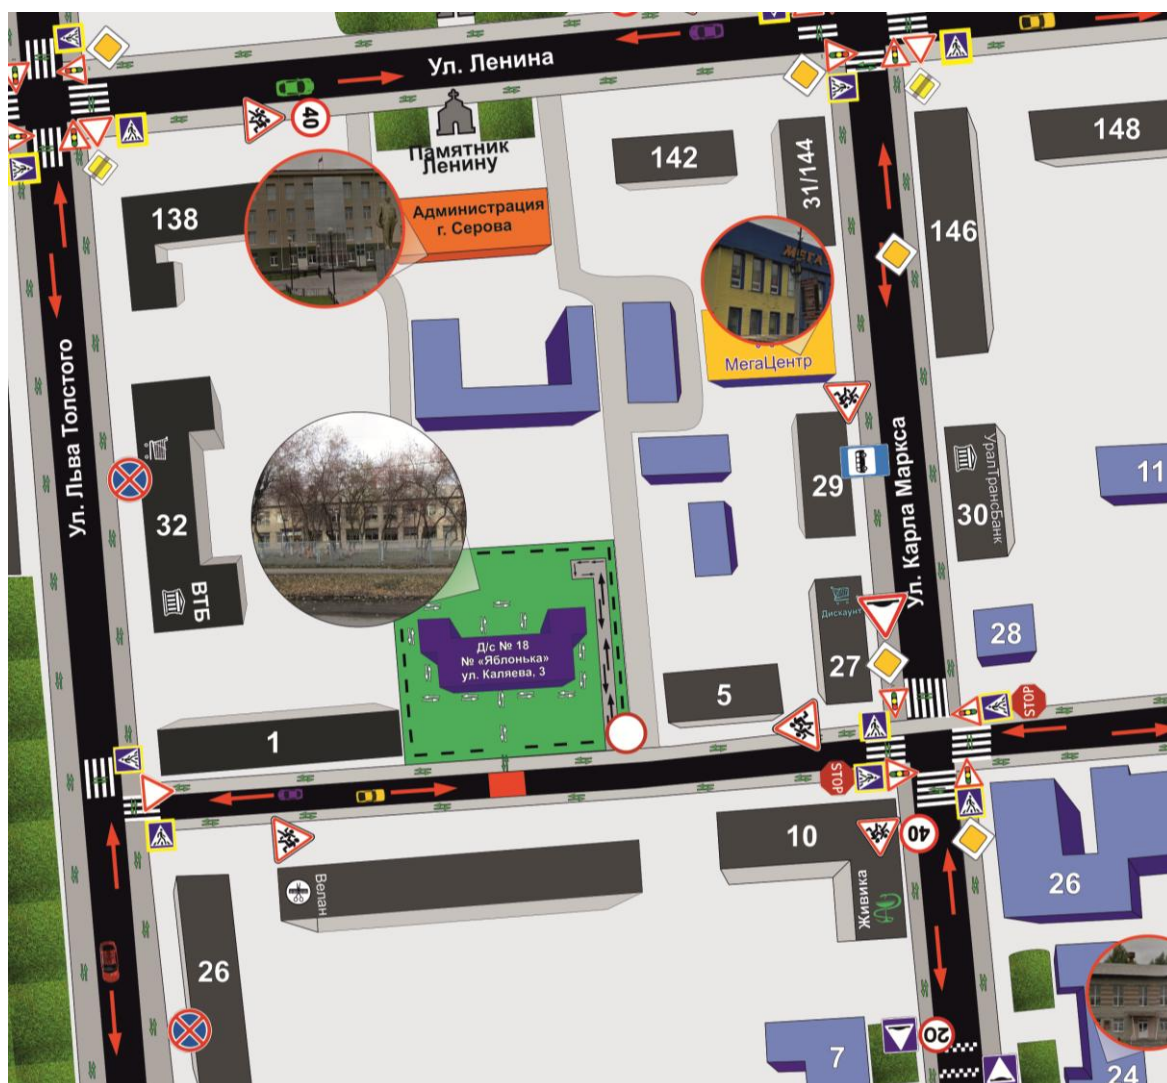 Ул. Ленина
40
Памятник
Ленину
142
31/144
148
138
Администрация
г. Серова
МЕГА
146
МегаЦентр
Ул. Льва Толстого
Ул. Карла Маркса
29
УралТрансБанк
30
11
32
ВТБ
Дисхаунт
27
28
Д/с № 18
№ «Яблонька»
ул. Каляева, 3
5
STOP
1
STOP
10
40
Велан
Живика
26
26
7
20
24